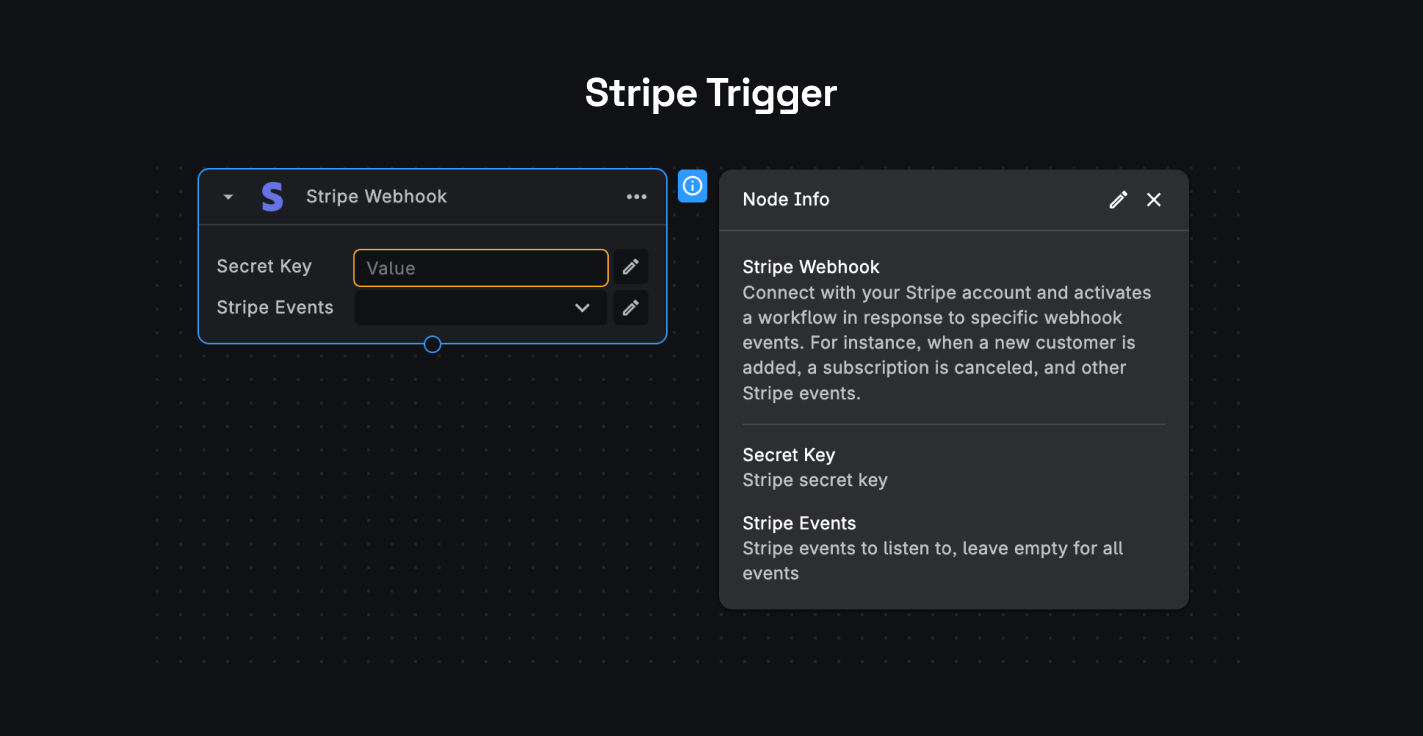 Stripe Trigger
S Stripe Webhook
Secret Key Value
Stripe Events
Node Info
Stripe Webhook
Connect with your Stripe account and activates
a workflow in response to specific webhook
events. For instance, when a new customer is
added, a subscription is canceled, and other
Stripe events.
Secret Key
Stripe secret key
Stripe Events
Stripe events to listen to, leave empty for all
events